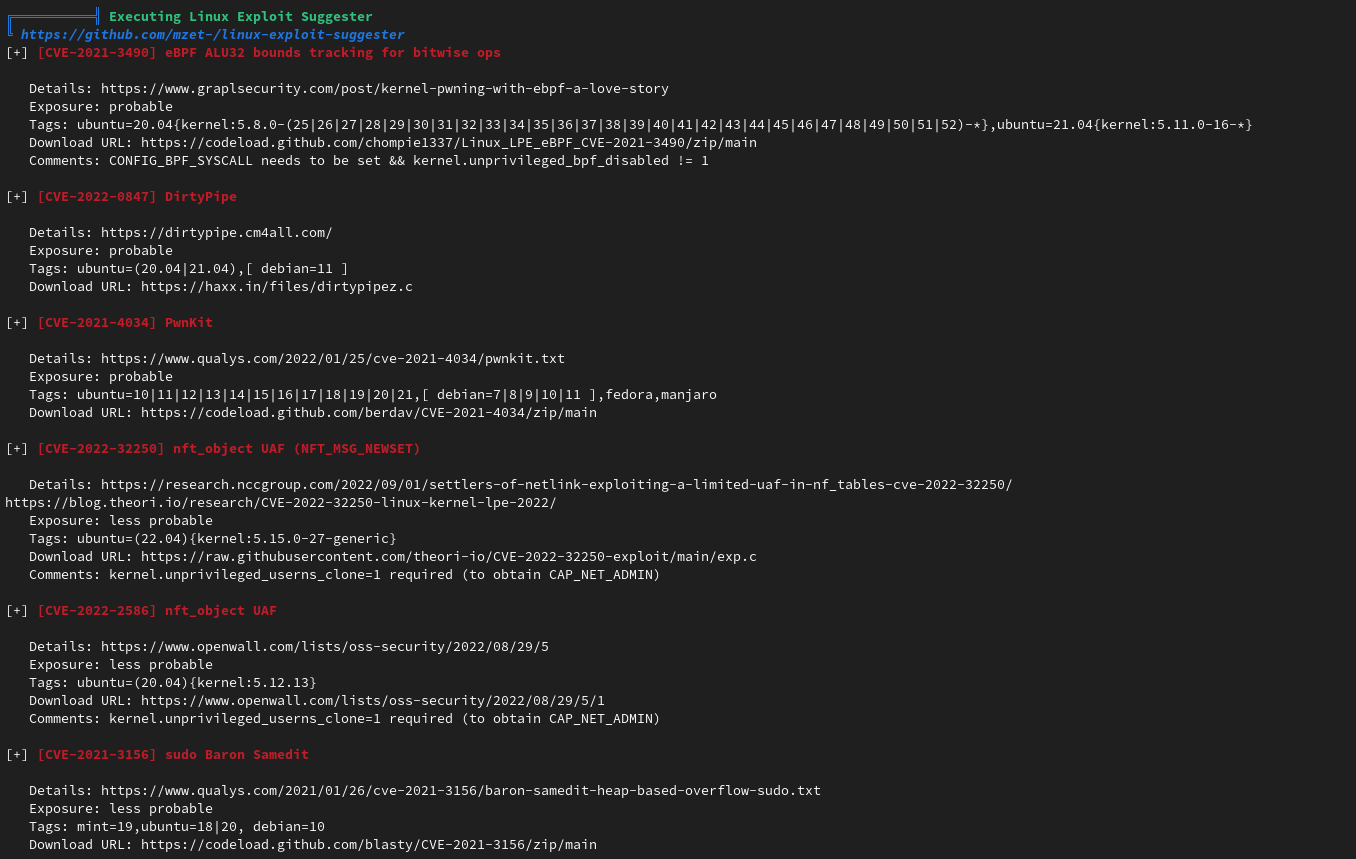 Executing Linux Exploit Suggester
https://github.com/mzet-/linux-exploit-suggester
[+] [CVE-2021-3490] eBPF ALU32 bounds tracking for bitwise ops
Details: https://www.graplsecurity.com/post/kernel-pwning-with-ebpf-a-love-story
Exposure: probable
Tags: ubuntu=20.04{kernel:5.8.0-(25|26|27|28|29|30|31|32|33|34|35|36|37|38|39|40|41|42|43|44|45|46|47|48|49|50|51|52)-*},ubuntu=21.04{kernel:5.11.0-16-*}
Download URL: https://codeload.github.com/chompie1337/Linux_LPE_eBPF_CVE-2021-3490/zip/main
Comments: CONFIG_BPF_SYSCALL needs to be set && kernel.unprivileged_bpf_disabled != 1
[+] [CVE-2022-0847] DirtyPipe
Details: https://dirtypipe.cm4all.com/
Exposure: probable
Tags: ubuntu=(20.04|21.04),[ debian=11 ]
Download URL: https://haxx.in/files/dirtypipez.c
[+] [CVE-2021-4034] PwnKit
Details: https://www.qualys.com/2022/01/25/cve-2021-4034/pwnkit.txt
Exposure: probable
Tags: ubuntu=10|11|12|13|14|15|16|17|18|19|20|21,[ debian=7|8|9|10|11 ],fedora,manjaro
Download URL: https://codeload.github.com/berdav/CVE-2021-4034/zip/main
[+] [CVE-2022-32250] nft_object UAF (NFT_MSG_NEWSET)
Details: https://research.nccgroup.com/2022/09/01/settlers-of-netlink-exploiting-a-limited-uaf-in-nf_tables-cve-2022-32250/
https://blog.theori.io/research/CVE-2022-32250-linux-kernel-lpe-2022/
Exposure: less probable
Tags: ubuntu=(22.04){kernel:5.15.0-27-generic}
Download URL: https://raw.githubusercontent.com/theori-io/CVE-2022-32250-exploit/main/exp.c
Comments: kernel.unprivileged_userns_clone=1 required (to obtain CAP_NET_ADMIN)
[+] [CVE-2022-2586] nft_object UAF
Details: https://www.openwall.com/lists/oss-security/2022/08/29/5
Exposure: less probable
Tags: ubuntu=(20.04){kernel:5.12.13}
Download URL: https://www.openwall.com/lists/oss-security/2022/08/29/5/1
Comments: kernel.unprivileged_userns_clone=1 required (to obtain CAP_NET_ADMIN)
[+] [CVE-2021-3156] sudo Baron Samedit
Details: https://www.qualys.com/2021/01/26/cve-2021-3156/baron-samedit-heap-based-overflow-sudo.txt
Exposure: less probable
Tags: mint=19,ubuntu=18|20, debian=10
Download URL: https://codeload.github.com/blasty/CVE-2021-3156/zip/main